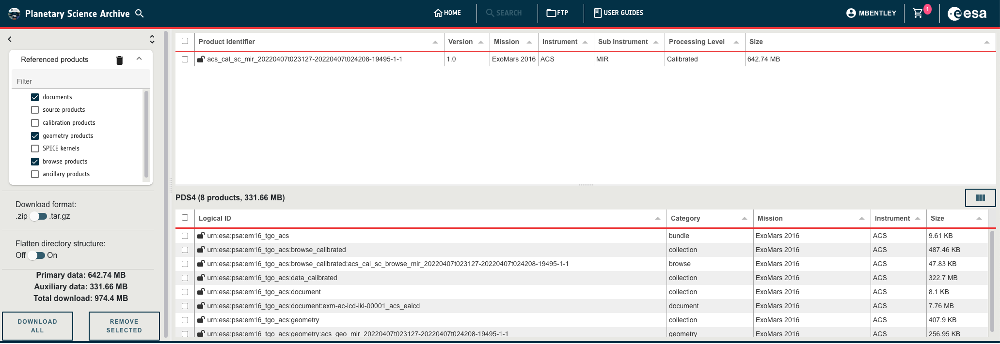 Planetary Science Archive
HOME
SEARCH
FTP
USER GUIDES
MBENTLEY
1
esa
Referenced products
Filter
documents
source products
calibration products
geometry products
SPICE kernels
browse products
ancillary products
Download format:
.zip .tar.gz
Flatten directory structure:
Off On
Primary data: 642.74 MB
Auxiliary data: 331.66 MB
Total download: 974.4 MB
DOWNLOAD
ALL
REMOVE
SELECTED
Product Identifier Version Mission Instrument Sub Instrument Processing Level Size
acs_cal_sc_mir_20220407t023127-20220407t024208-19495-1-1 1.0 ExoMars 2016 ACS MIR Calibrated 642.74 MB
PDS4 (8 products, 331.66 MB)
Logical ID Category Mission Instrument Size
urn:esa:psa:em16_tgo_acs bundle ExoMars 2016 ACS 9.61 KB
urn:esa:psa:em16_tgo_acs:browse_calibrated collection ExoMars 2016 ACS 487.46 KB
urn:esa:psa:em16_tgo_acs:browse_calibrated:acs_cal_sc_browse_mir_20220407t023127-20220407t024208-19495-1-1 browse ExoMars 2016 ACS 47.83 KB
urn:esa:psa:em16_tgo_acs:data_calibrated collection ExoMars 2016 ACS 322.7 MB
urn:esa:psa:em16_tgo_acs:document collection ExoMars 2016 ACS 8.1 KB
urn:esa:psa:em16_tgo_acs:document:exm-ac-icd-iki-00001_acs_eaicd document ExoMars 2016 ACS 7.76 MB
urn:esa:psa:em16_tgo_acs:geometry collection ExoMars 2016 ACS 407.9 KB
urn:esa:psa:em16_tgo_acs:geometry:acs_geo_mir_20220407t023127-20220407t024208-19495-1-1 geometry ExoMars 2016 ACS 256.95 KB